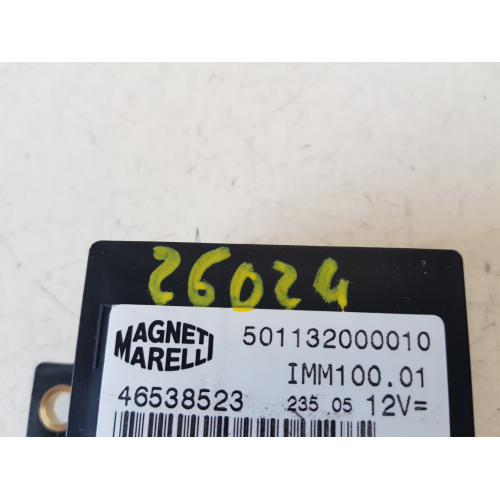 26024
MAGNETI MARELLI
501132000010
IMM100.01
46538523 235 05 12V=